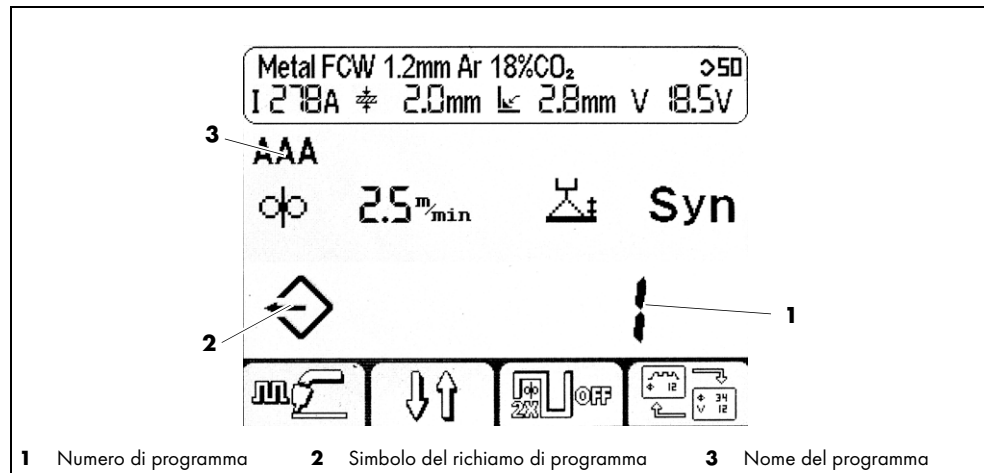 Metal FCW 1.2mm Ar 18%CO₂ >50
I 278A 2.0mm 2.8mm V 18.5V
3
AAA
2.5 m/min Syn
1
1
2
2X OFF 12 34 V 12
1 Numero di programma 2 Simbolo del richiamo di programma 3 Nome del programma